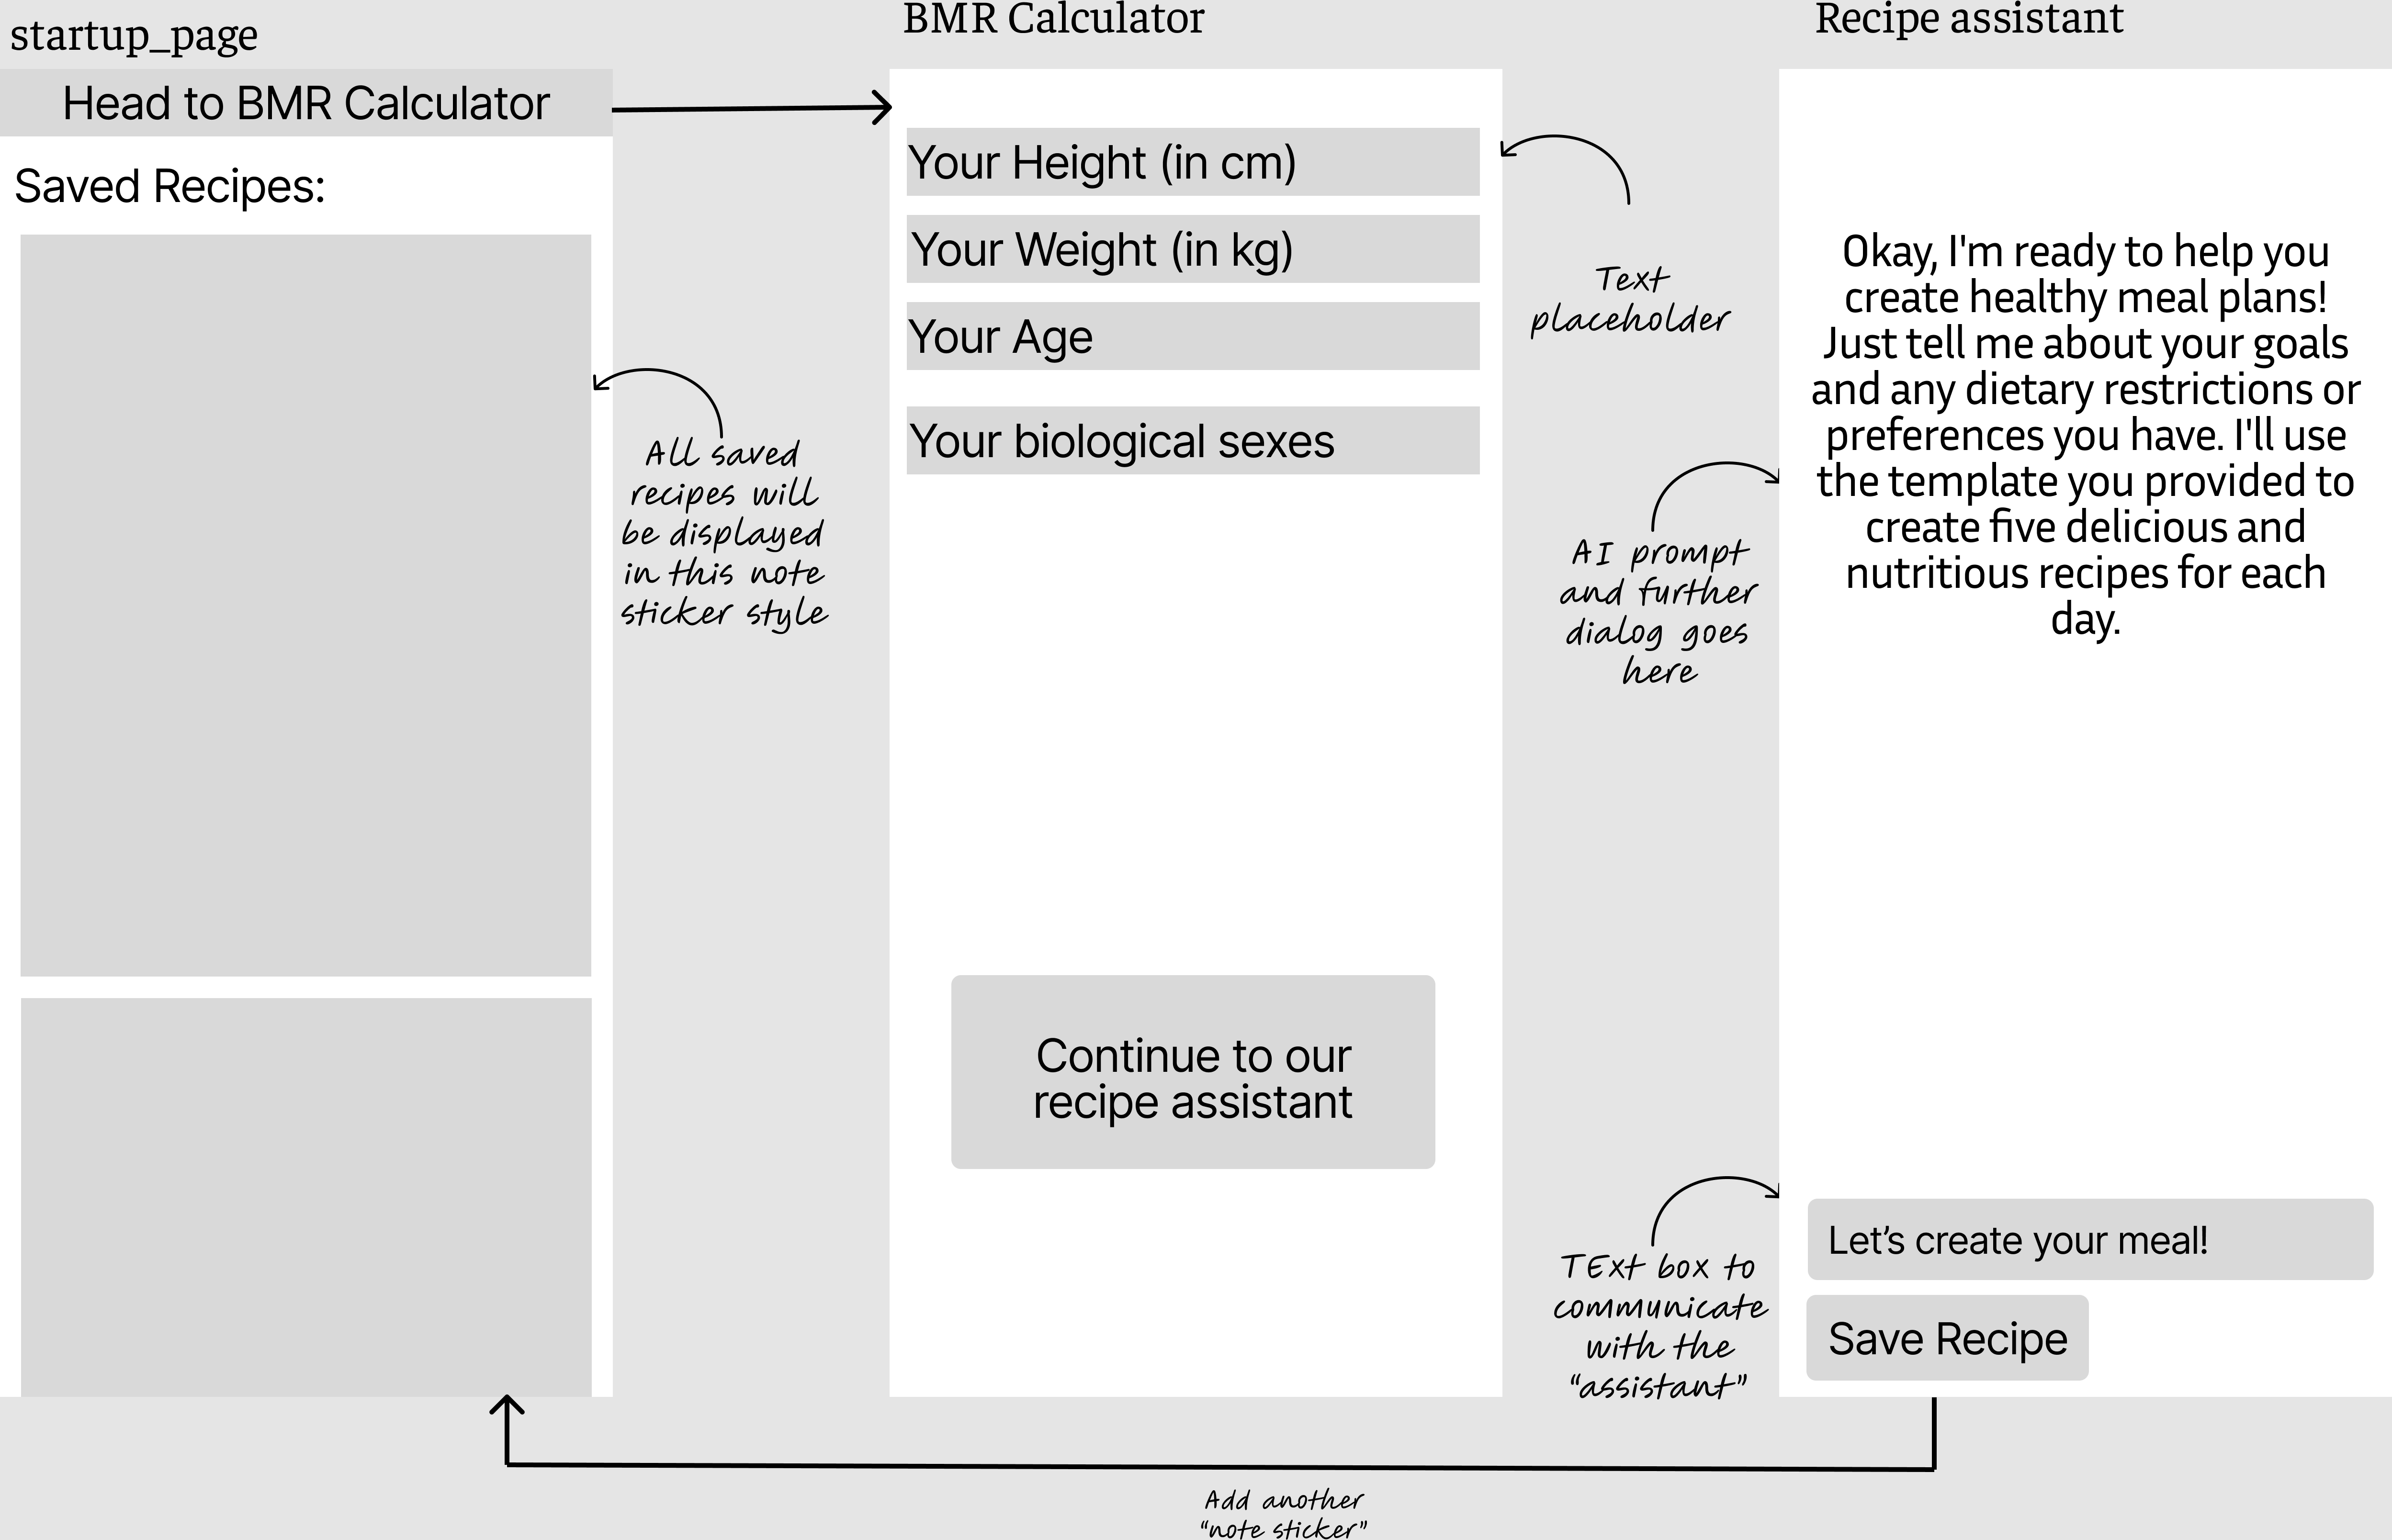 startup_page
Head to BMR Calculator
Saved Recipes:
All saved
recipes will
be displayed
in this note
sticker style
BMR Calculator
Your Height (in cm)
Your Weight (in kg)
Your Age
Your biological sexes
Continue to our
recipe assistant
Text
placeholder
AI prompt
and further
dialog goes
here
TExt box to
communicate
with the
“assistant”
Recipe assistant
Okay, I'm ready to help you
create healthy meal plans!
Just tell me about your goals
and any dietary restrictions or
preferences you have. I'll use
the template you provided to
create five delicious and
nutritious recipes for each
day.
Let’s create your meal!
Save Recipe
Add another
“note sticker”